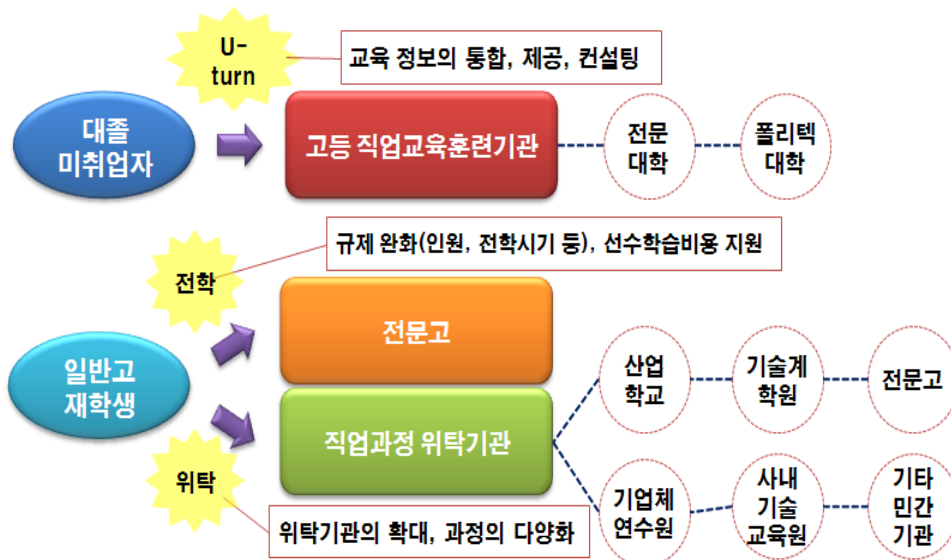 U-
turn
교육 정보의 통합, 제공, 컨설팅
대졸
미취업자
고등 직업교육훈련기관
전문
대학
폴리텍
대학
규제 완화(인원, 전학시기 등), 선수학습비용 지원
전학
전문고
일반고
재학생
산업
학교
기술계
학원
전문고
직업과정 위탁기관
위탁
기업체
연수원
사내
기술
교육원
기타
민간
기관
위탁기관의 확대, 과정의 다양화